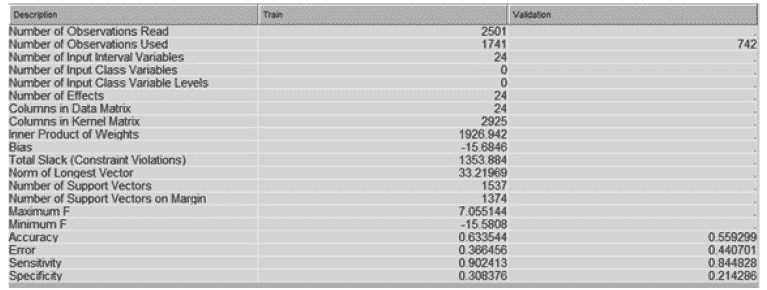 Description Train Validation
Number of Observations Read 2501 .
Number of Observations Used 1741 742
Number of Input Interval Variables 24 .
Number of Input Class Variables 0 .
Number of Input Class Variable Levels 0 .
Number of Effects 24 .
Columns in Data Matrix 24 .
Columns in Kernel Matrix 2925 .
Inner Product of Weights 1926.942 .
Bias -15.6846 .
Total Slack (Constraint Violations) 1353.884 .
Norm of Longest Vector 33.21969 .
Number of Support Vectors 1537 .
Number of Support Vectors on Margin 1374 .
Maximum F 7.055144 .
Minimum F -15.5808 .
Accuracy 0.633544 0.559299
Error 0.366456 0.440701
Sensitivity 0.902413 0.844828
Specificity 0.308376 0.214286